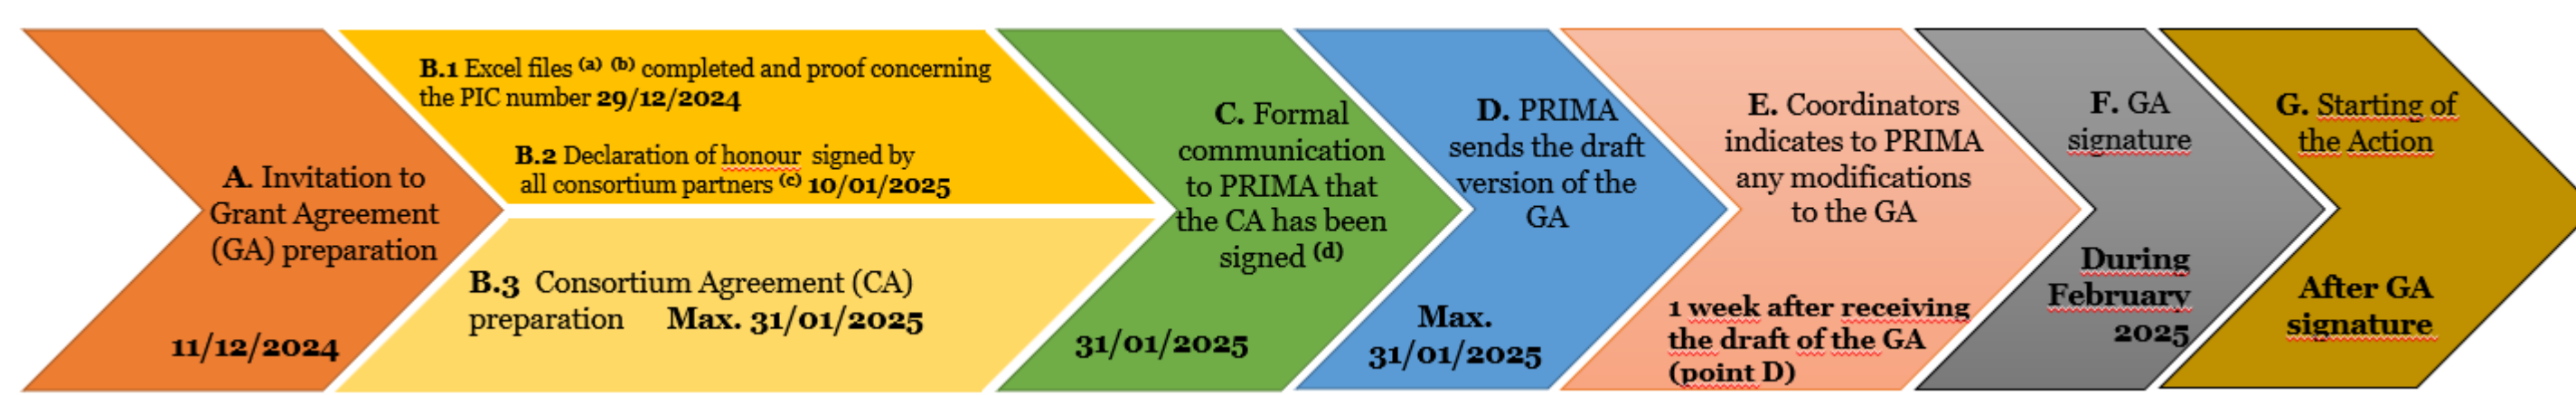 A. Invitation to
Grant Agreement
(GA) preparation
11/12/2024
B.1 Excel files (a) (b) completed and proof concerning
the PIC number 29/12/2024
B.2 Declaration of honour signed by
all consortium partners (c) 10/01/2025
B.3 Consortium Agreement (CA)
preparation Max. 31/01/2025
C. Formal
communication
to PRIMA that
the CA has been
signed (d)
31/01/2025
D. PRIMA
sends the draft
version of the
GA
Max.
31/01/2025
E. Coordinators
indicates to PRIMA
any modifications
to the GA
1 week after receiving
the draft of the GA
(point D)
F. GA
signature
During
February
2025
G. Starting of
the Action
After GA
signature